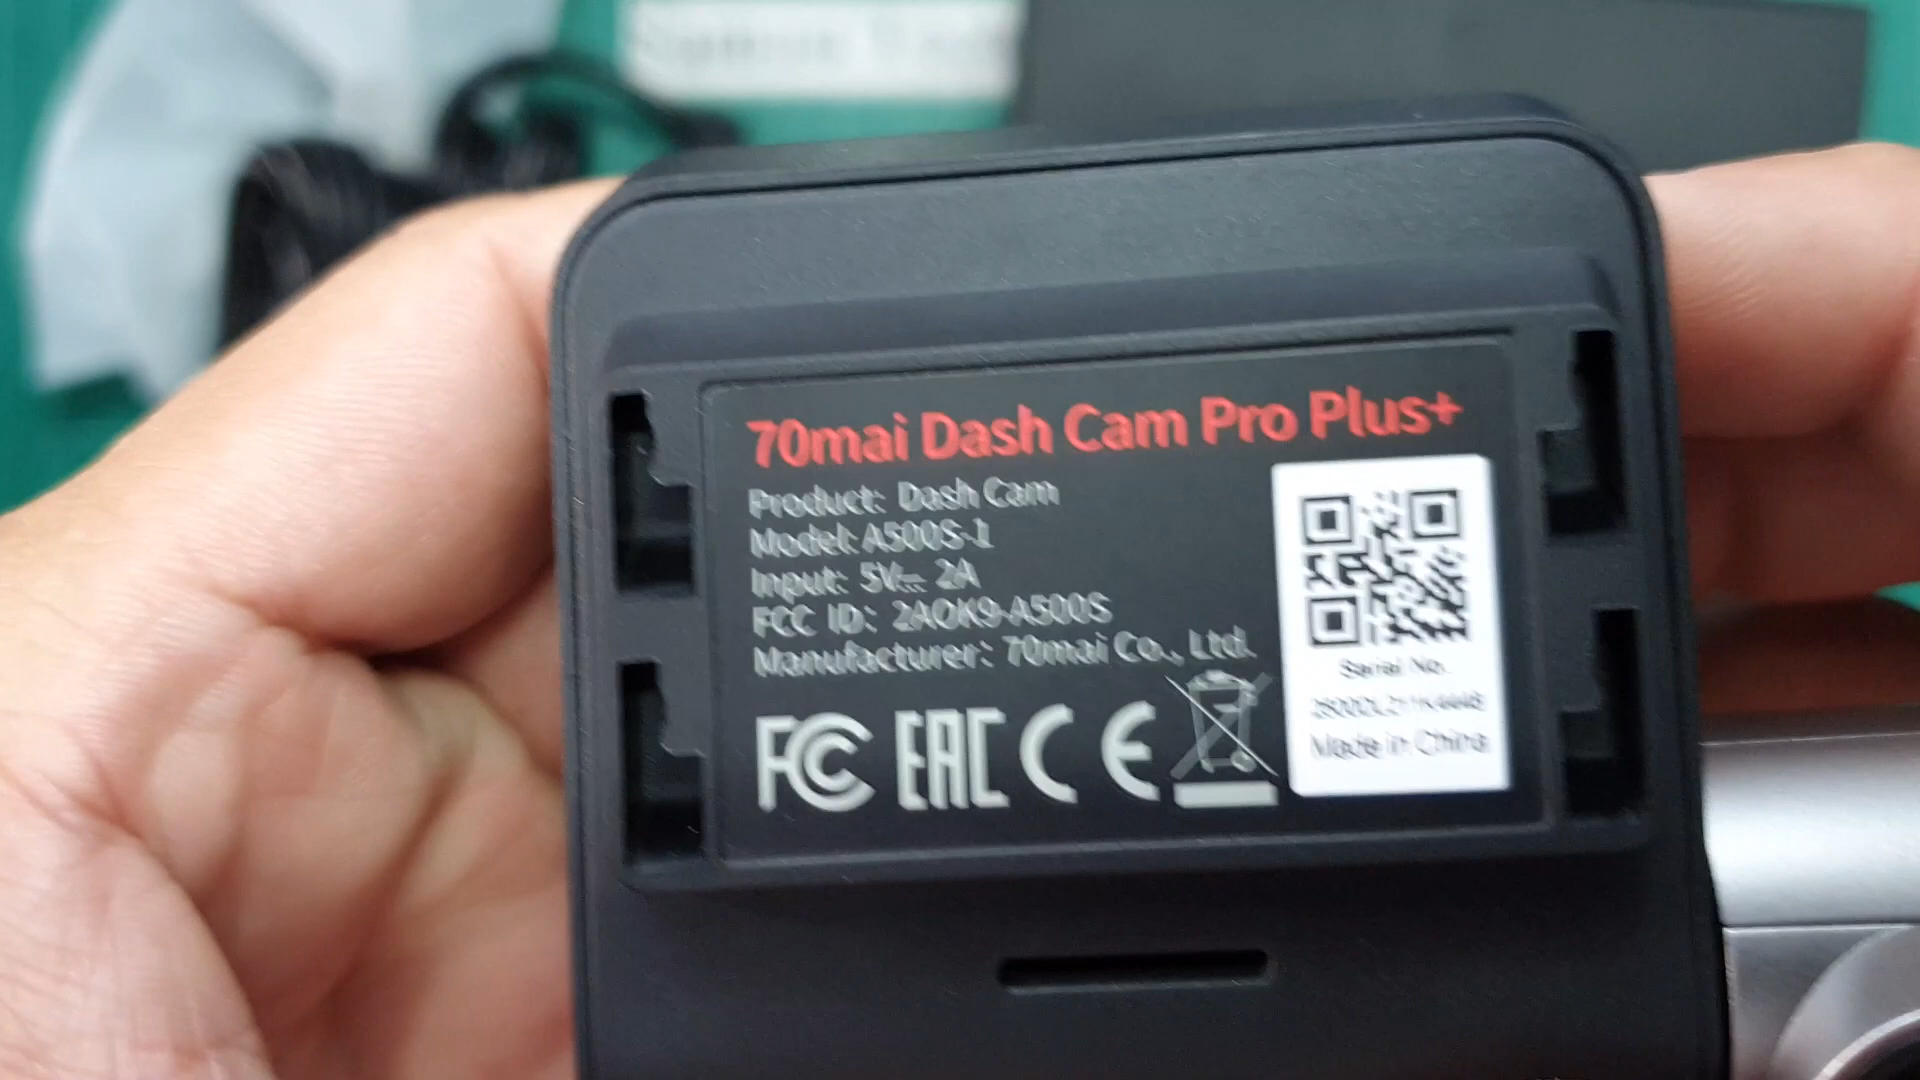 70mai Dash Cam Pro Plus+
Product: Dash Cam
Model: A500S-1
Input: 5V⎓ 2A
FCC ID: 2AOK9-A500S
Manufacturer: 70mai Co., Ltd.
FC EAC CE
Serial No.
Made in China